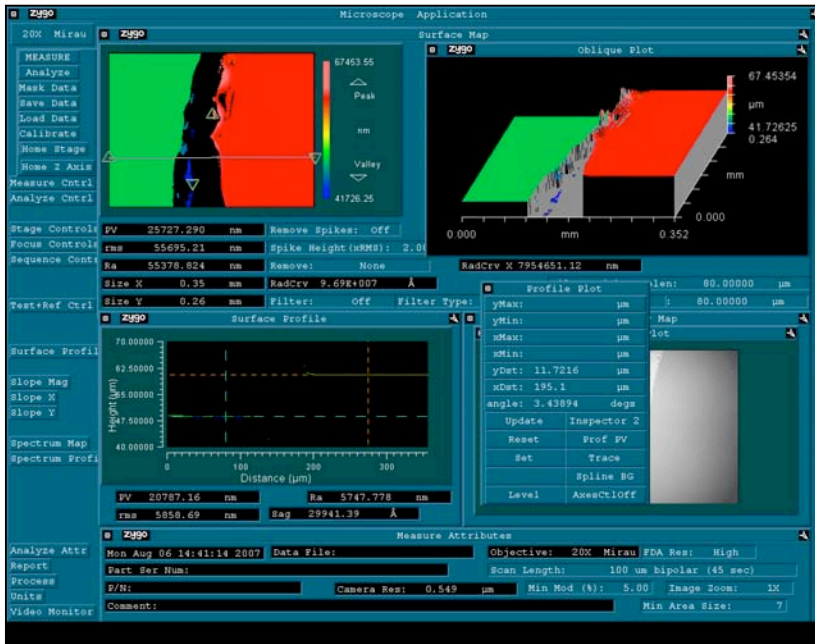 zygo Microscope Application
20X Mirau
MEASURE
Analyze
Mask Data
Save Data
Load Data
Calibrate
Home Stage
Home Z Axis
Measure Cntrl
Analyze Cntrl
Stage Controls
Focus Controls
Sequence Cont
Test+Ref Ctrl
Surface Profil
Slope Mag
Slope X
Slope Y
Spectrum Map
Spectrum Profi
Analyze Attr
Report
Process
Units
Video Monitor
zygo Surface Map
67453.55
Peak
nm
Valley
41726.25
zygo Oblique Plot
67.45354
µm
41.72625
0.264
mm
0.000
0.000 mm 0.352
PV 25727.290 nm Remove Spikes: Off
rms 55695.21 nm Spike Height(xRMS): 2.00
Ra 55378.824 nm Remove: None RadCrv X 7954651.12 nm
Size X 0.35 mm RadCrv 9.69E+007 Å len: 80.00000 µm
Size Y 0.26 mm Filter: Off Filter Type: : 80.00000 µm
zygo Surface Profile
70.00000
62.50000
55.00000
47.50000
40.00000
Height (µm)
0 100 200 300
Distance (µm)
PV 20787.16 nm Ra 5747.778 nm
rms 5858.69 nm Sag 29941.39 Å
Profile Plot
yMax: µm
yMin: µm
xMax: µm
xMin: µm
yDst: 11.7216 µm
xDst: 195.1 µm
angle: 3.43894 degs
Update Inspector 2
Reset Prof PV
Set Trace
Spline BG
Level AxesCtlOff
Map
lot
zygo Measure Attributes
Mon Aug 06 14:41:14 2007 Data File: Objective: 20X Mirau FDA Res: High
Part Ser Num: Scan Length: 100 um bipolar (45 sec)
P/N: Camera Res: 0.549 µm Min Mod (%): 5.00 Image Zoom: 1X
Comment: Min Area Size: 7